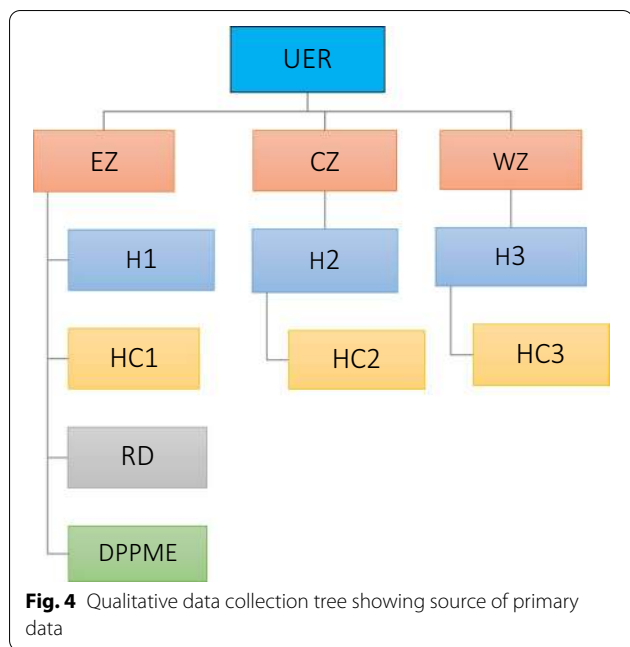 UER
EZ CZ WZ
H1 H2 H3
HC1 HC2 HC3
RD
DPPME
Fig. 4 Qualitative data collection tree showing source of primary
data